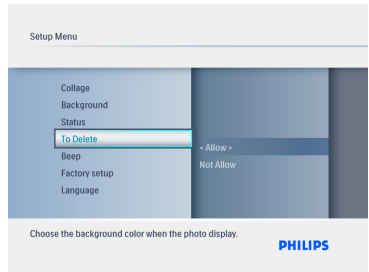 Setup Menu
Collage
Background
Status
To Delete
Beep
Factory setup
Language
< Allow >
Not Allow
Choose the background color when the photo display.
PHILIPS